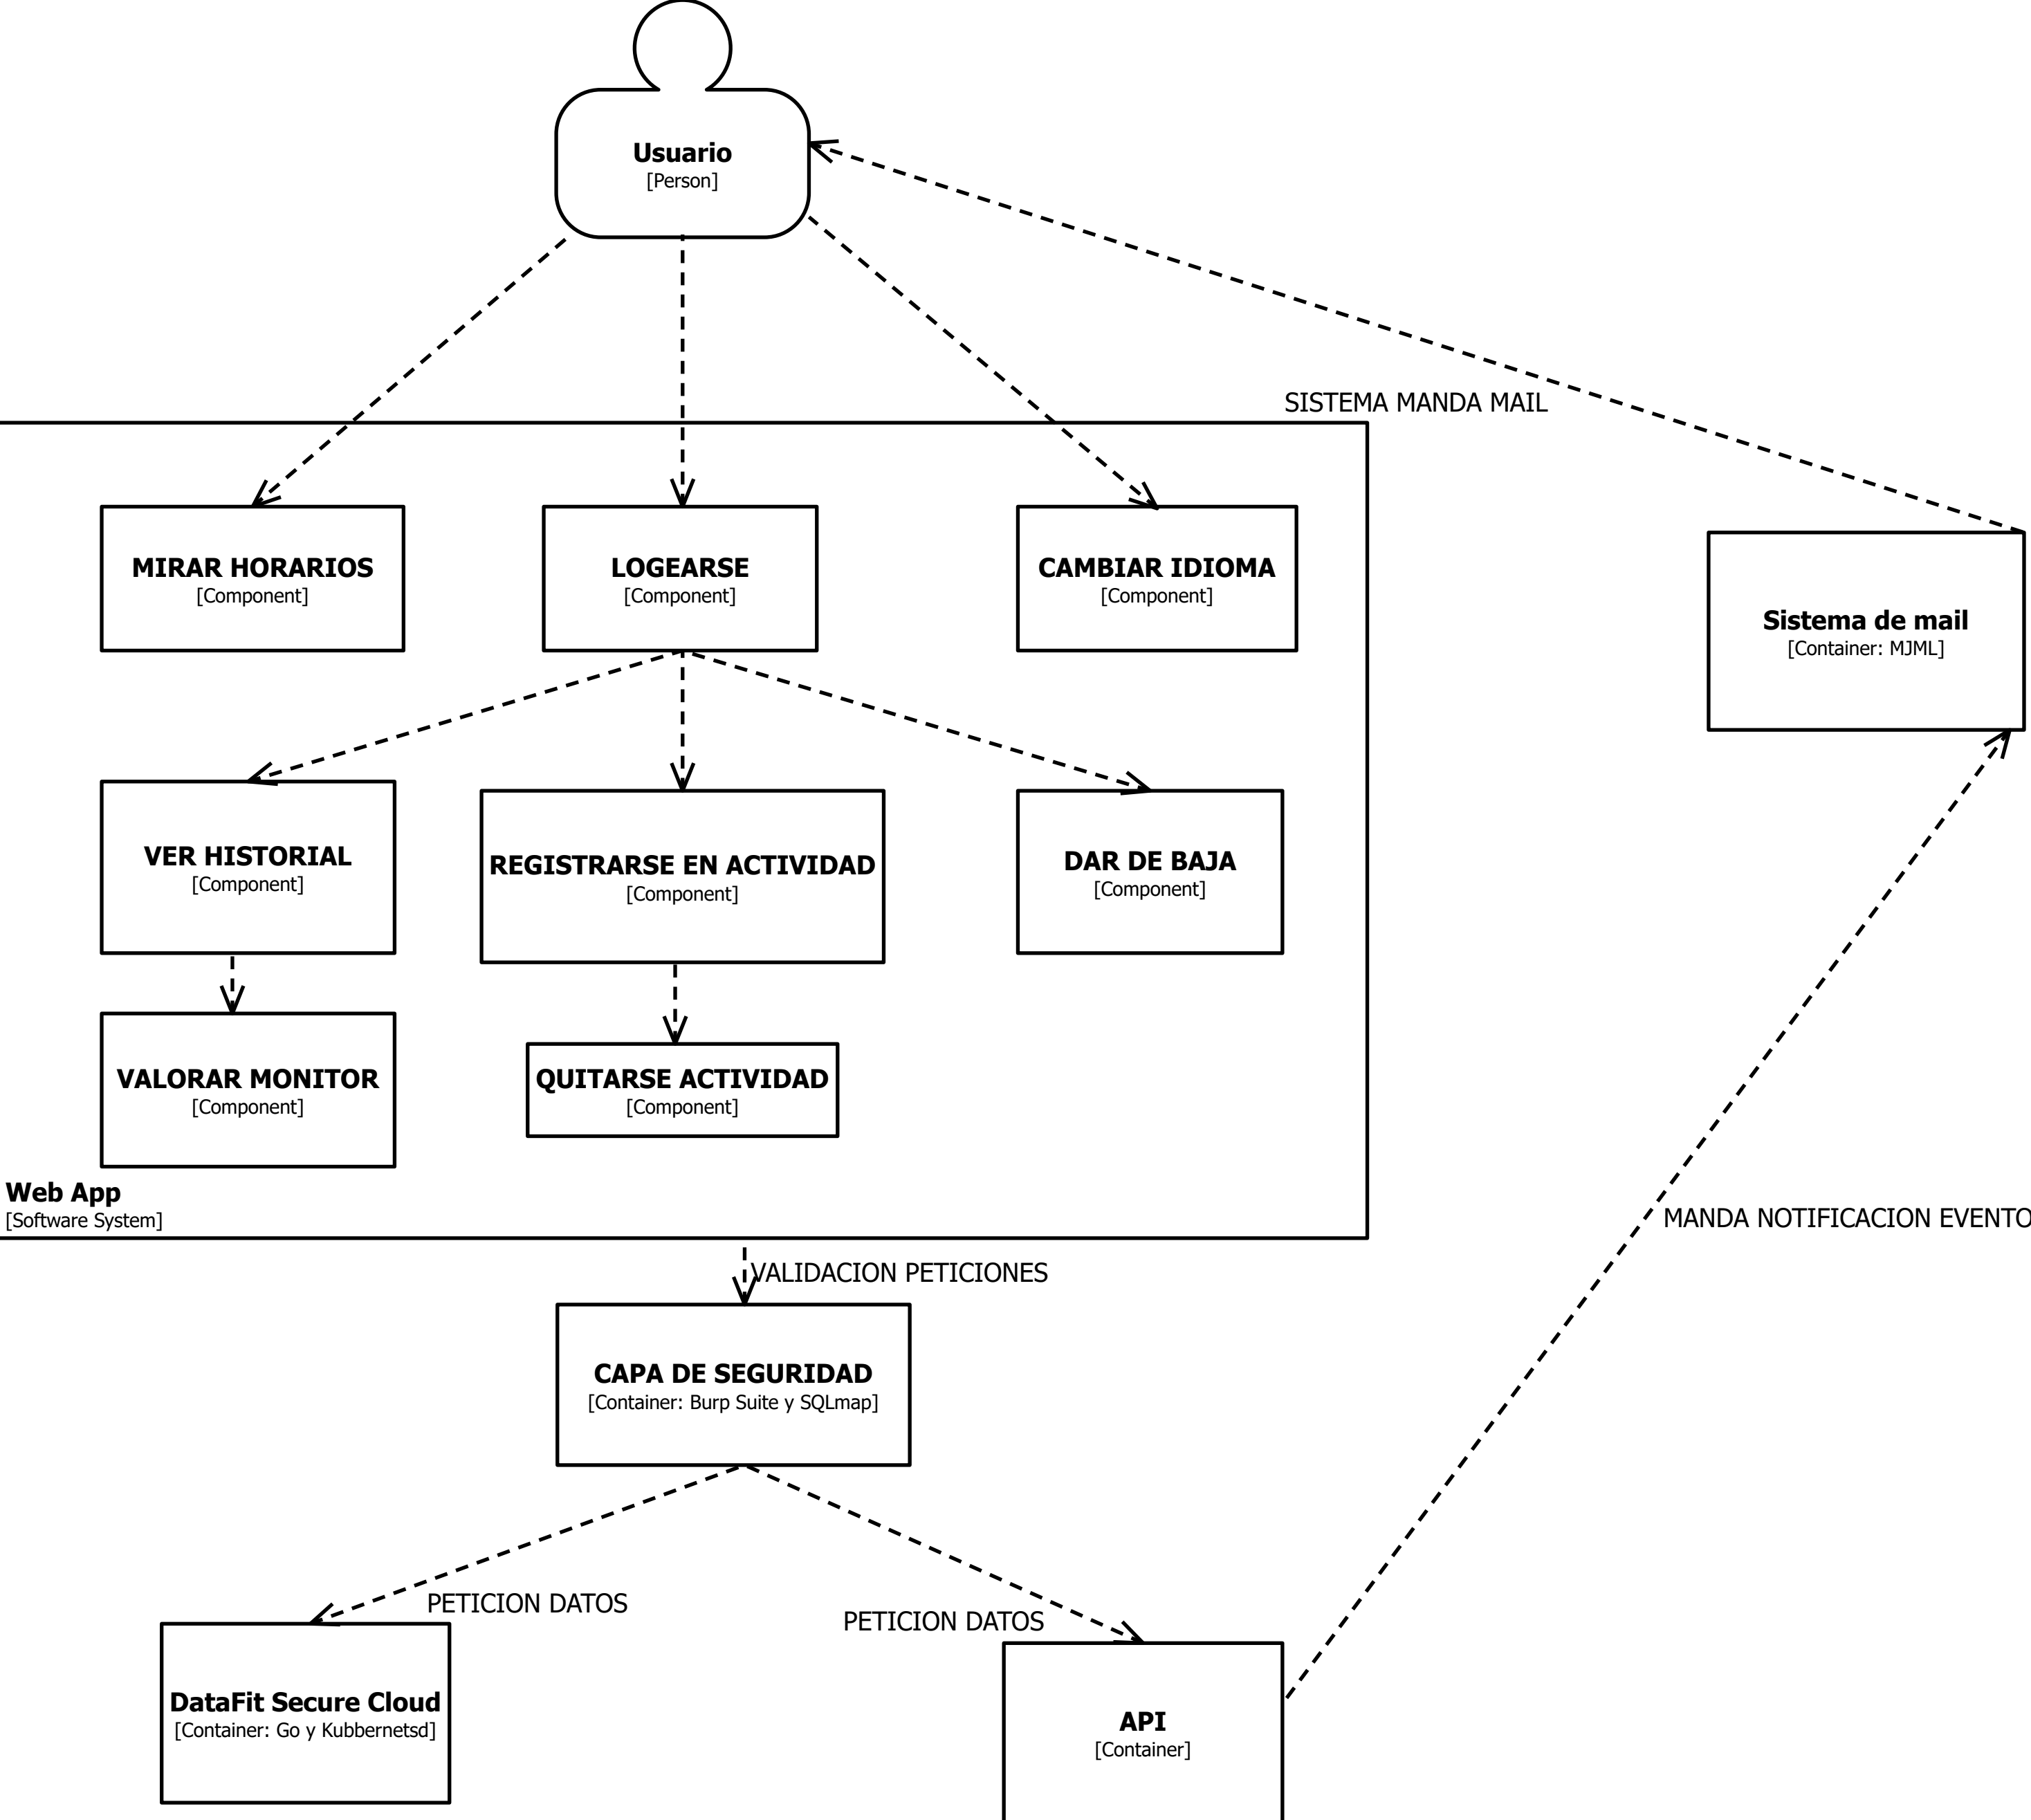 Usuario
[Person]
SISTEMA MANDA MAIL
MIRAR HORARIOS
[Component]
LOGEARSE
[Component]
CAMBIAR IDIOMA
[Component]
Sistema de mail
[Container: MJML]
VER HISTORIAL
[Component]
REGISTRARSE EN ACTIVIDAD
[Component]
DAR DE BAJA
[Component]
VALORAR MONITOR
[Component]
QUITARSE ACTIVIDAD
[Component]
Web App
[Software System]
MANDA NOTIFICACION EVENTO
VALIDACION PETICIONES
CAPA DE SEGURIDAD
[Container: Burp Suite y SQLmap]
PETICION DATOS
PETICION DATOS
DataFit Secure Cloud
[Container: Go y Kubbernetsd]
API
[Container]